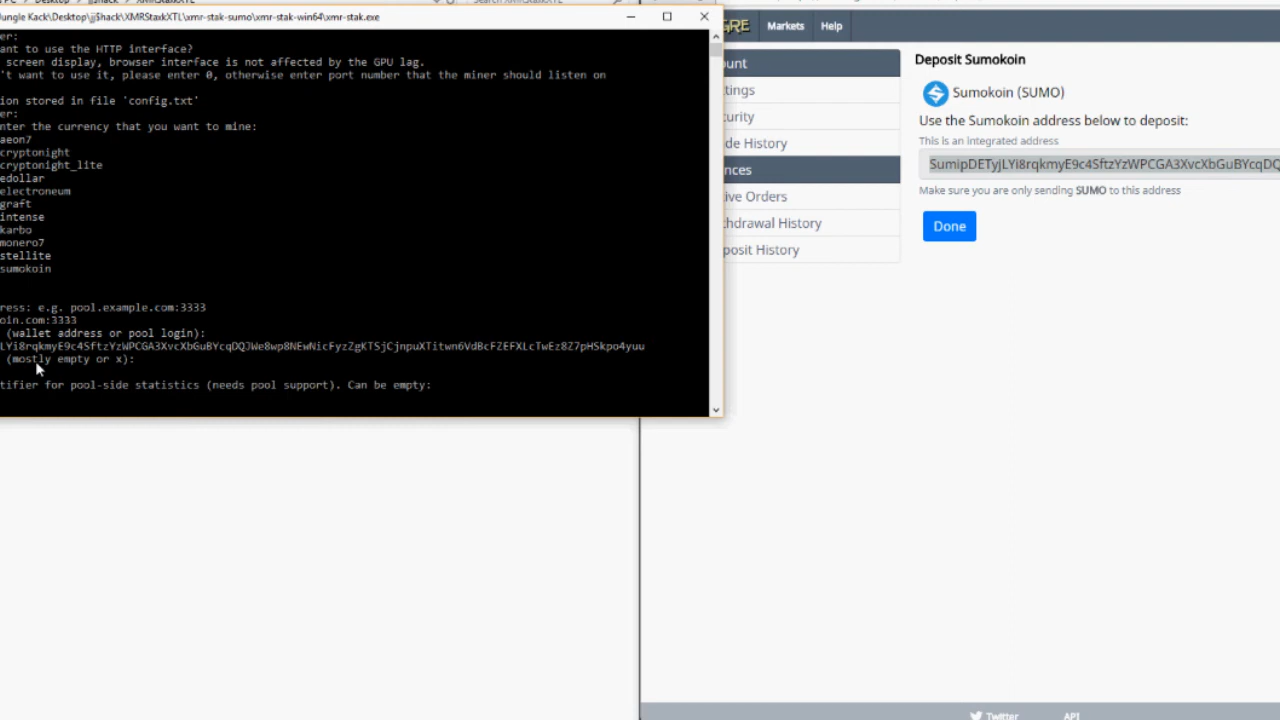 Jungle Kack\Desktop\jj$hack\XMRStakXTL\xmr-stak-sumo\xmr-stak-win64\xmr-stak.exe
er:
ant to use the HTTP interface?
screen display, browser interface is not affected by the GPU lag.
't want to use it, please enter 0, otherwise enter port number that the miner should listen on
ion stored in file 'config.txt'
er:
nter the currency that you want to mine:
aeon7
cryptonight
cryptonight_lite
edollar
electroneum
graft
intense
karbo
monero7
stellite
sumokoin
ress: e.g. pool.example.com:3333
oin.com:3333
(wallet address or pool login):
LYi8rqkmyE9c4SftzYzWPCGA3XvcXbGuBYcqDQJWe8wp8NEwNicFyzZgKTSjCjnpuXTitwn6VdBcFZEFXLcTwEz8Z7pHSkpo4yuu
(mostly empty or x):
tifier for pool-side statistics (needs pool support). Can be empty:
GRE Markets Help
ount
tings
urity
de History
nces
tive Orders
thdrawal History
posit History
Deposit Sumokoin
Sumokoin (SUMO)
Use the Sumokoin address below to deposit:
This is an integrated address
SumipDETyjLYi8rqkmyE9c4SftzYzWPCGA3XvcXbGuBYcqDQ
Make sure you are only sending SUMO to this address
Done
Twitter API